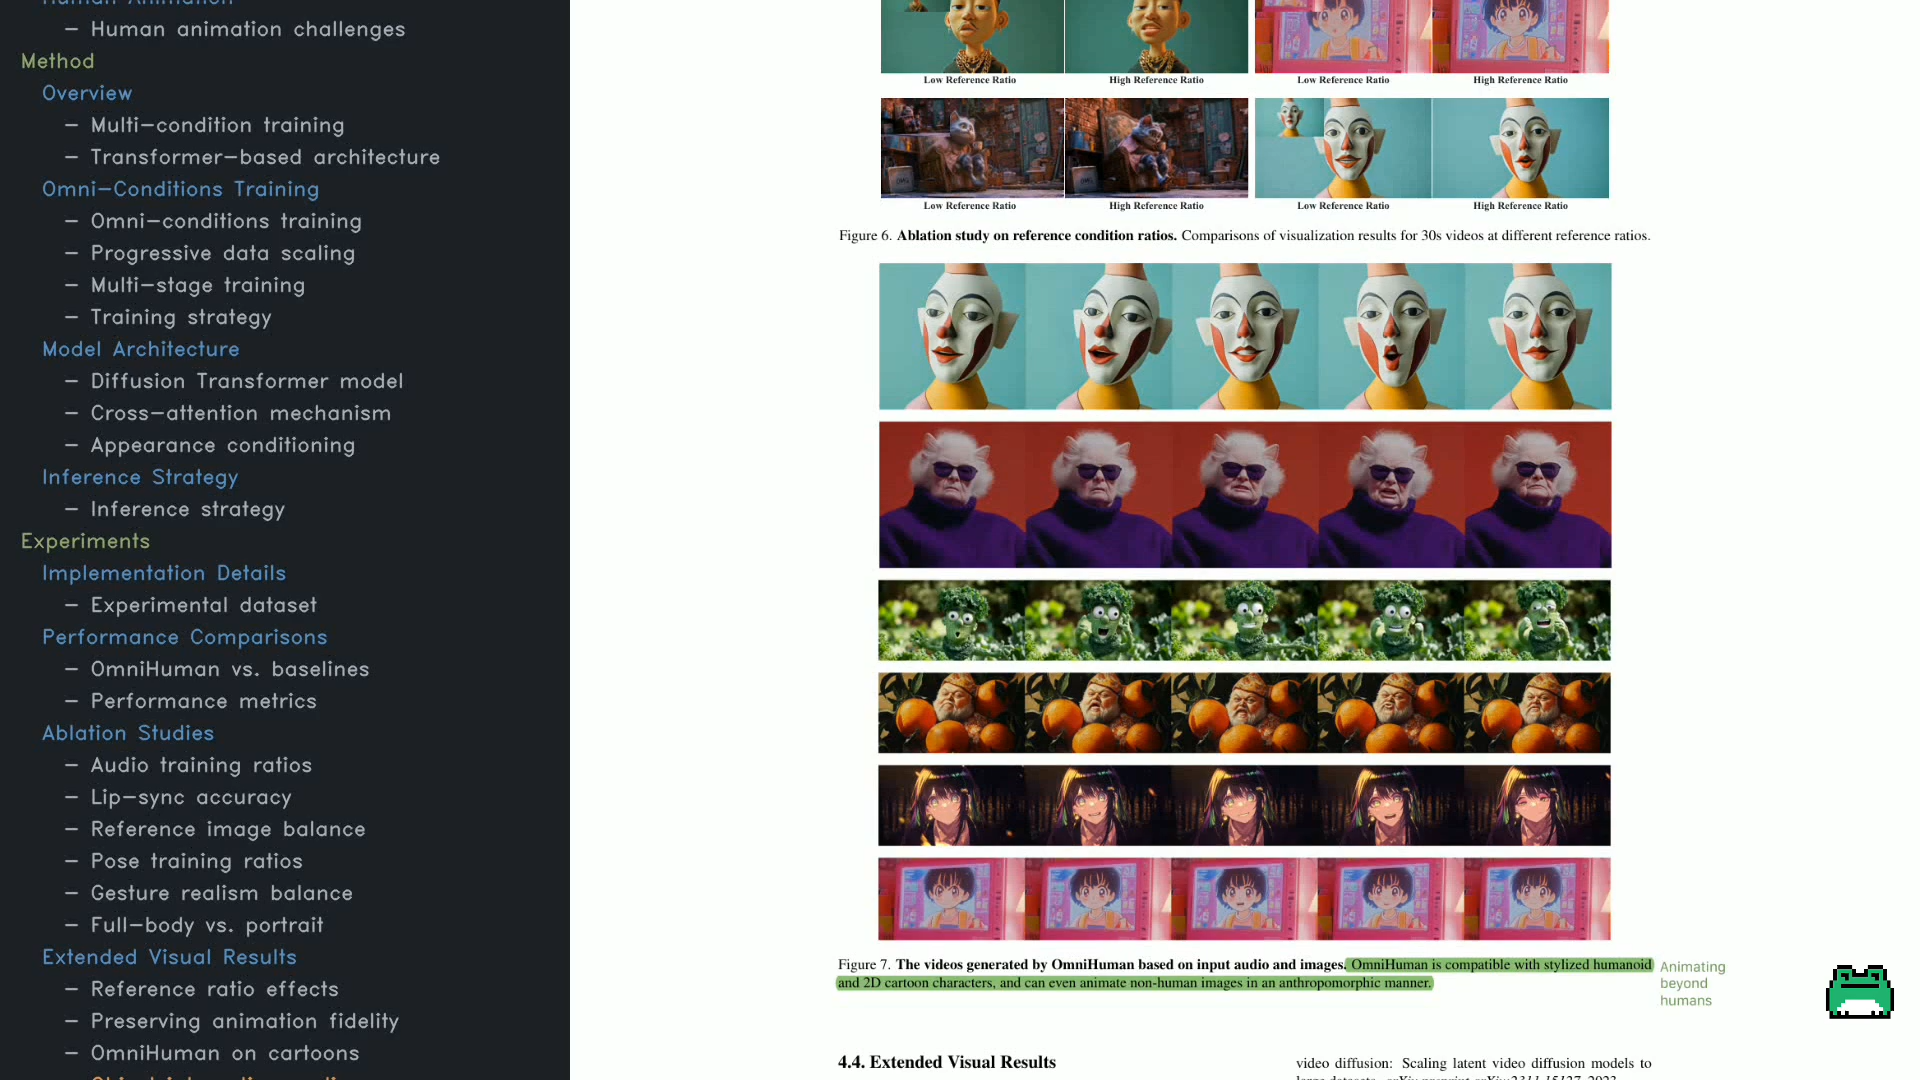 – Human animation challenges
Method
Overview
– Multi-condition training
– Transformer-based architecture
Omni-Conditions Training
– Omni-conditions training
– Progressive data scaling
– Multi-stage training
– Training strategy
Model Architecture
– Diffusion Transformer model
– Cross-attention mechanism
– Appearance conditioning
Inference Strategy
– Inference strategy
Experiments
Implementation Details
– Experimental dataset
Performance Comparisons
– OmniHuman vs. baselines
– Performance metrics
Ablation Studies
– Audio training ratios
– Lip-sync accuracy
– Reference image balance
– Pose training ratios
– Gesture realism balance
– Full-body vs. portrait
Extended Visual Results
– Reference ratio effects
– Preserving animation fidelity
– OmniHuman on cartoons
Low Reference Ratio High Reference Ratio Low Reference Ratio High Reference Ratio
Low Reference Ratio High Reference Ratio Low Reference Ratio High Reference Ratio
Figure 6. Ablation study on reference condition ratios. Comparisons of visualization results for 30s videos at different reference ratios.
Figure 7. The videos generated by OmniHuman based on input audio and images. OmniHuman is compatible with stylized humanoid
and 2D cartoon characters, and can even animate non-human images in an anthropomorphic manner.
Animating
beyond
humans
4.4. Extended Visual Results
video diffusion: Scaling latent video diffusion models to